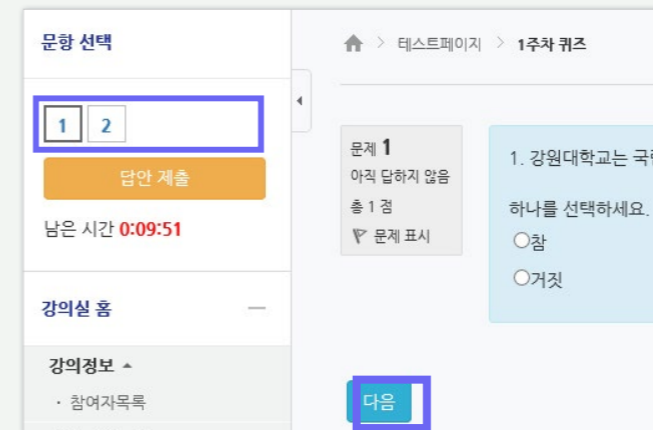 문항 선택
1 2
답안 제출
남은 시간 0:09:51
강의실 홈
강의정보
· 참여자목록
테스트페이지 > 1주차 퀴즈
문제 1
아직 답하지 않음
총 1 점
문제 표시
1. 강원대학교는
하나를 선택하세요.
참
거짓
다음